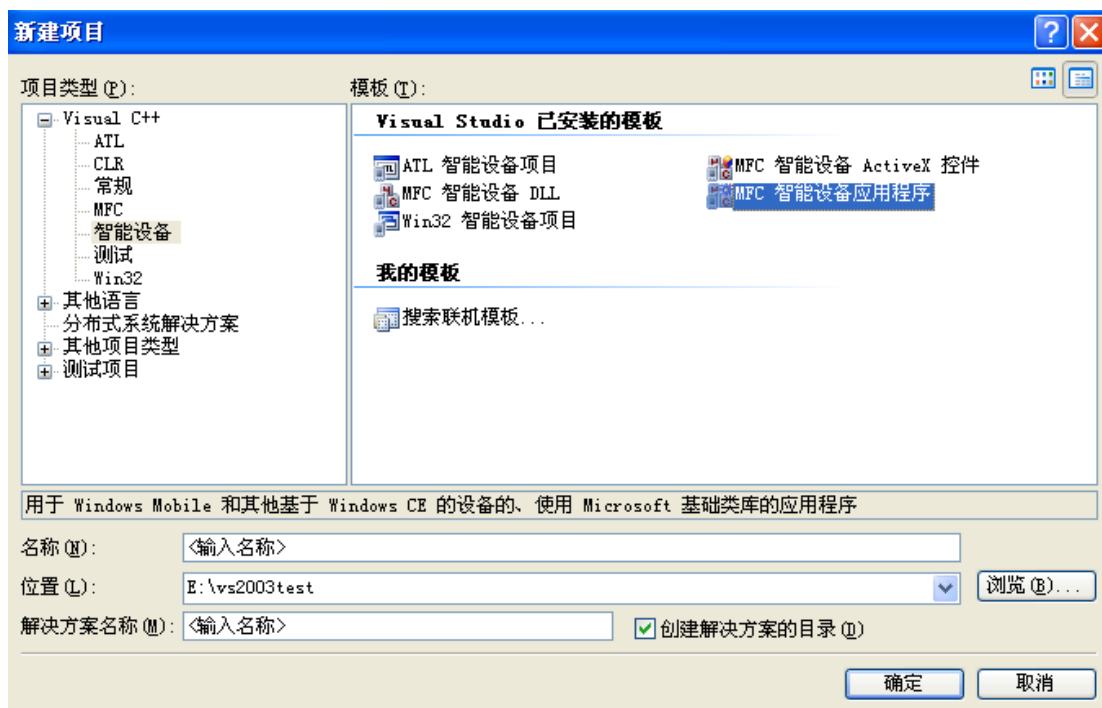 新建项目
项目类型(P):
模板(T):
Visual C++
ATL
CLR
常规
MFC
智能设备
测试
Win32
其他语言
分布式系统解决方案
其他项目类型
测试项目
Visual Studio 已安装的模板
ATL 智能设备项目
MFC 智能设备 ActiveX 控件
MFC 智能设备 DLL
MFC 智能设备应用程序
Win32 智能设备项目
我的模板
搜索联机模板...
用于 Windows Mobile 和其他基于 Windows CE 的设备的、使用 Microsoft 基础类库的应用程序
名称(N):
<输入名称>
位置(L):
E:\vs2003test
浏览(B)...
解决方案名称(M):
<输入名称>
创建解决方案的目录(D)
确定
取消